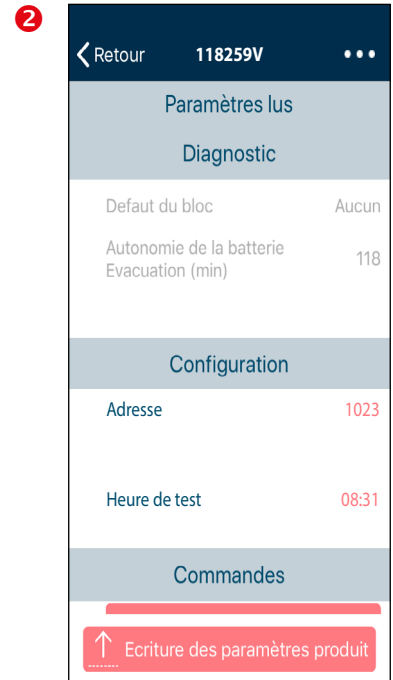 2
Retour 118259V
Paramètres lus
Diagnostic
Defaut du bloc Aucun
Autonomie de la batterie
Evacuation (min) 118
Configuration
Adresse 1023
Heure de test 08:31
Commandes
Ecriture des paramètres produit